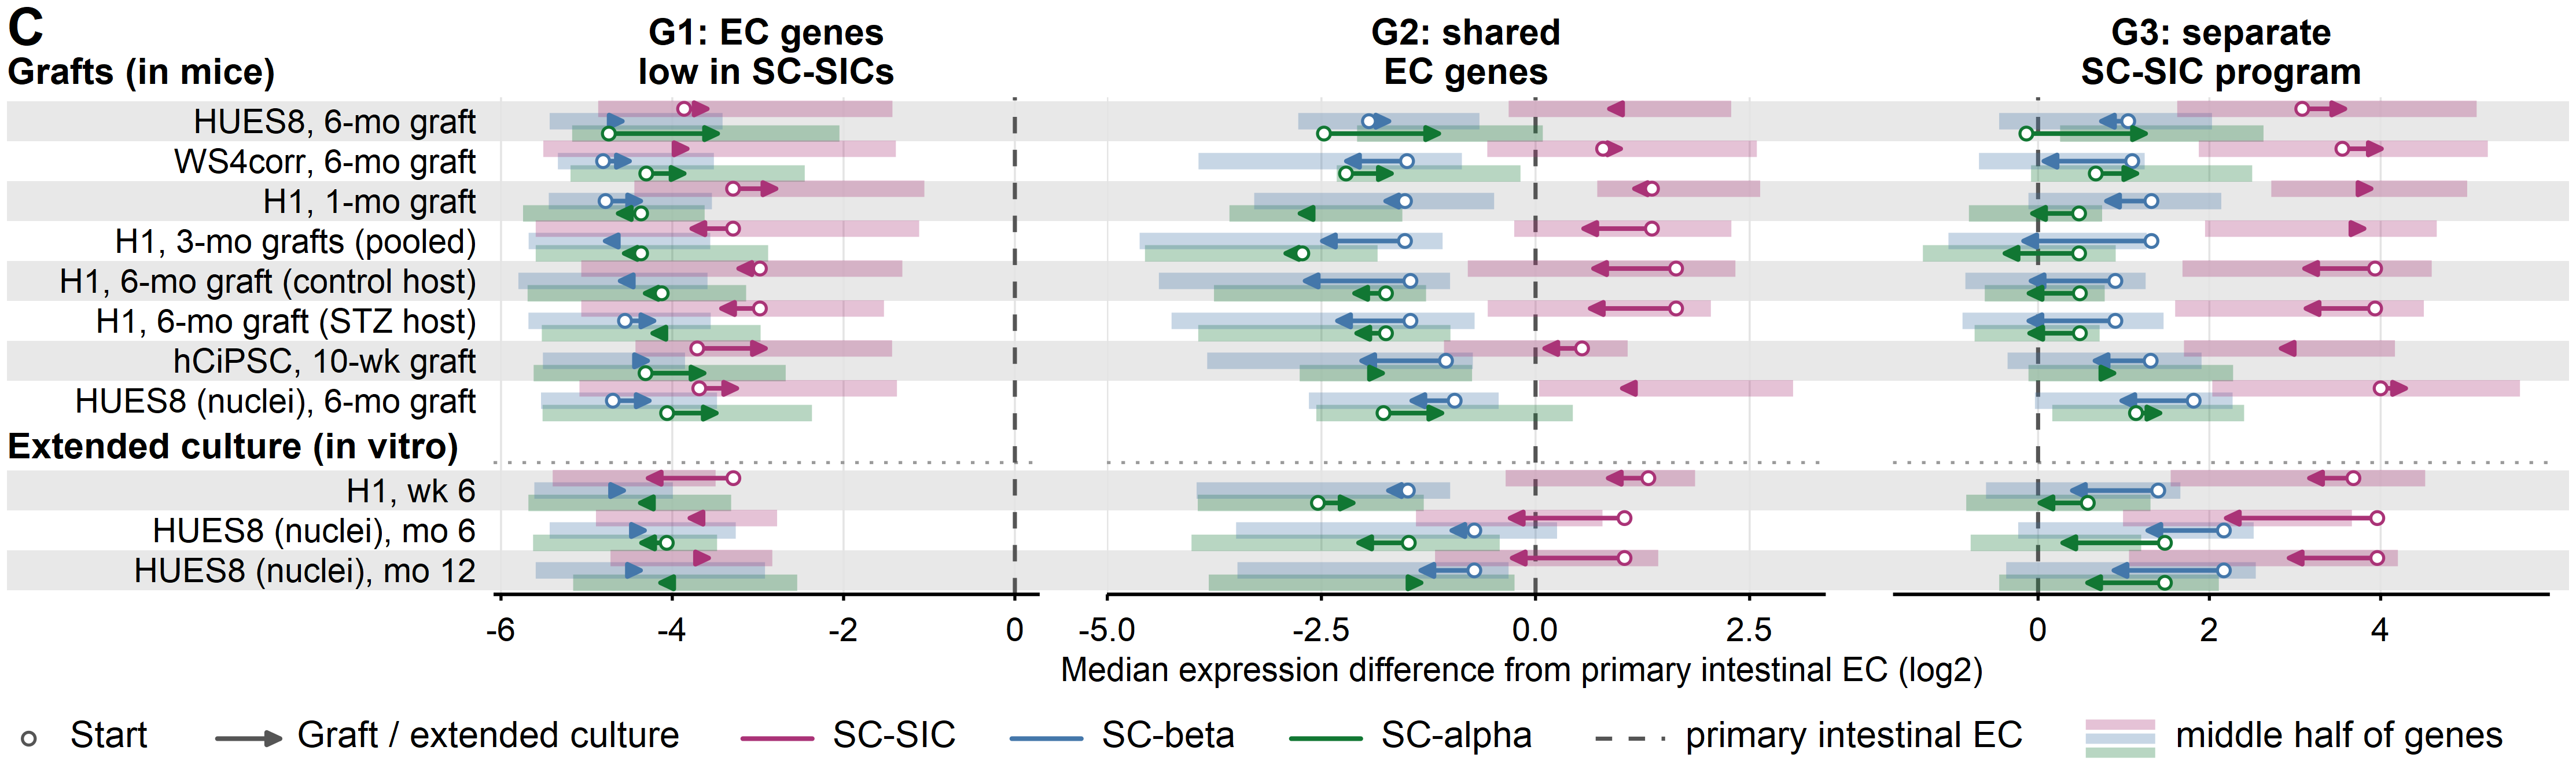 C
G1: EC genes
low in SC-SICs
G2: shared
EC genes
G3: separate
SC-SIC program
Grafts (in mice)
HUES8, 6-mo graft
WS4corr, 6-mo graft
H1, 1-mo graft
H1, 3-mo grafts (pooled)
H1, 6-mo graft (control host)
H1, 6-mo graft (STZ host)
hCiPSC, 10-wk graft
HUES8 (nuclei), 6-mo graft
Extended culture (in vitro)
H1, wk 6
HUES8 (nuclei), mo 6
HUES8 (nuclei), mo 12
-6 -4 -2 0 -5.0 -2.5 0.0 2.5 0 2 4
Median expression difference from primary intestinal EC (log2)
Start Graft / extended culture SC-SIC SC-beta SC-alpha primary intestinal EC middle half of genes